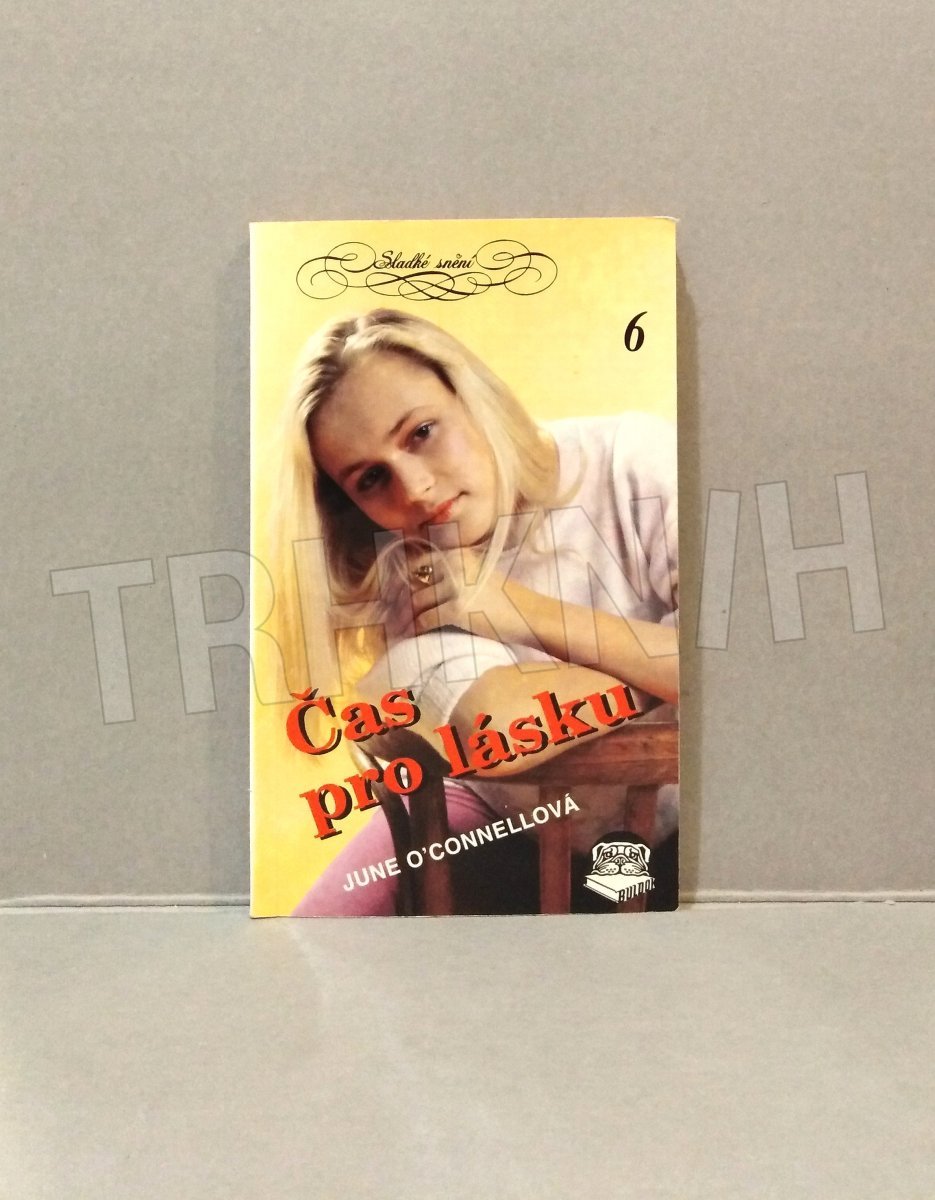 Sladké snění
6
Čas
pro lásku
JUNE O'CONNELLOVÁ
BULDOK
TRHKNIH